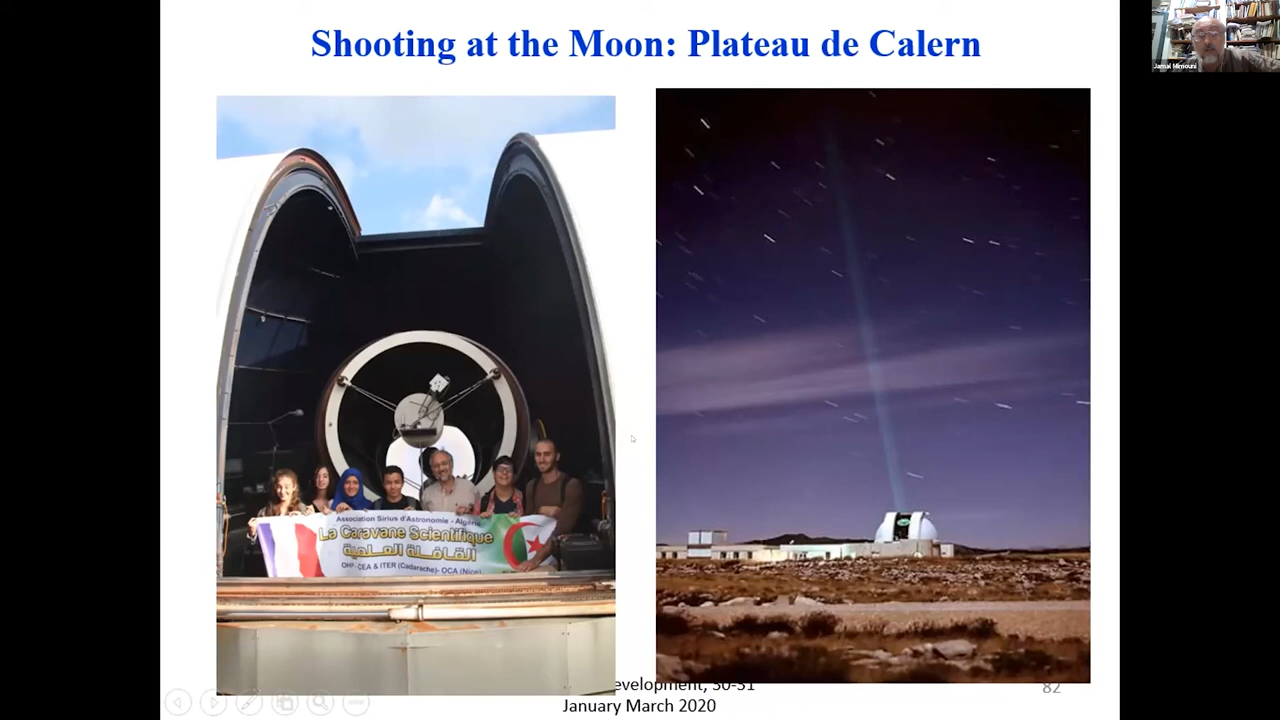 Shooting at the Moon: Plateau de Calern
Jamal Mimouni
Association Sirius d'Astronomie - Algérie
La Caravane Scientifique
القافلة العلمية
OHP - CEA & ITER (Cadarache)- OCA (Nice)
evelopment, 30-31
January March 2020
82